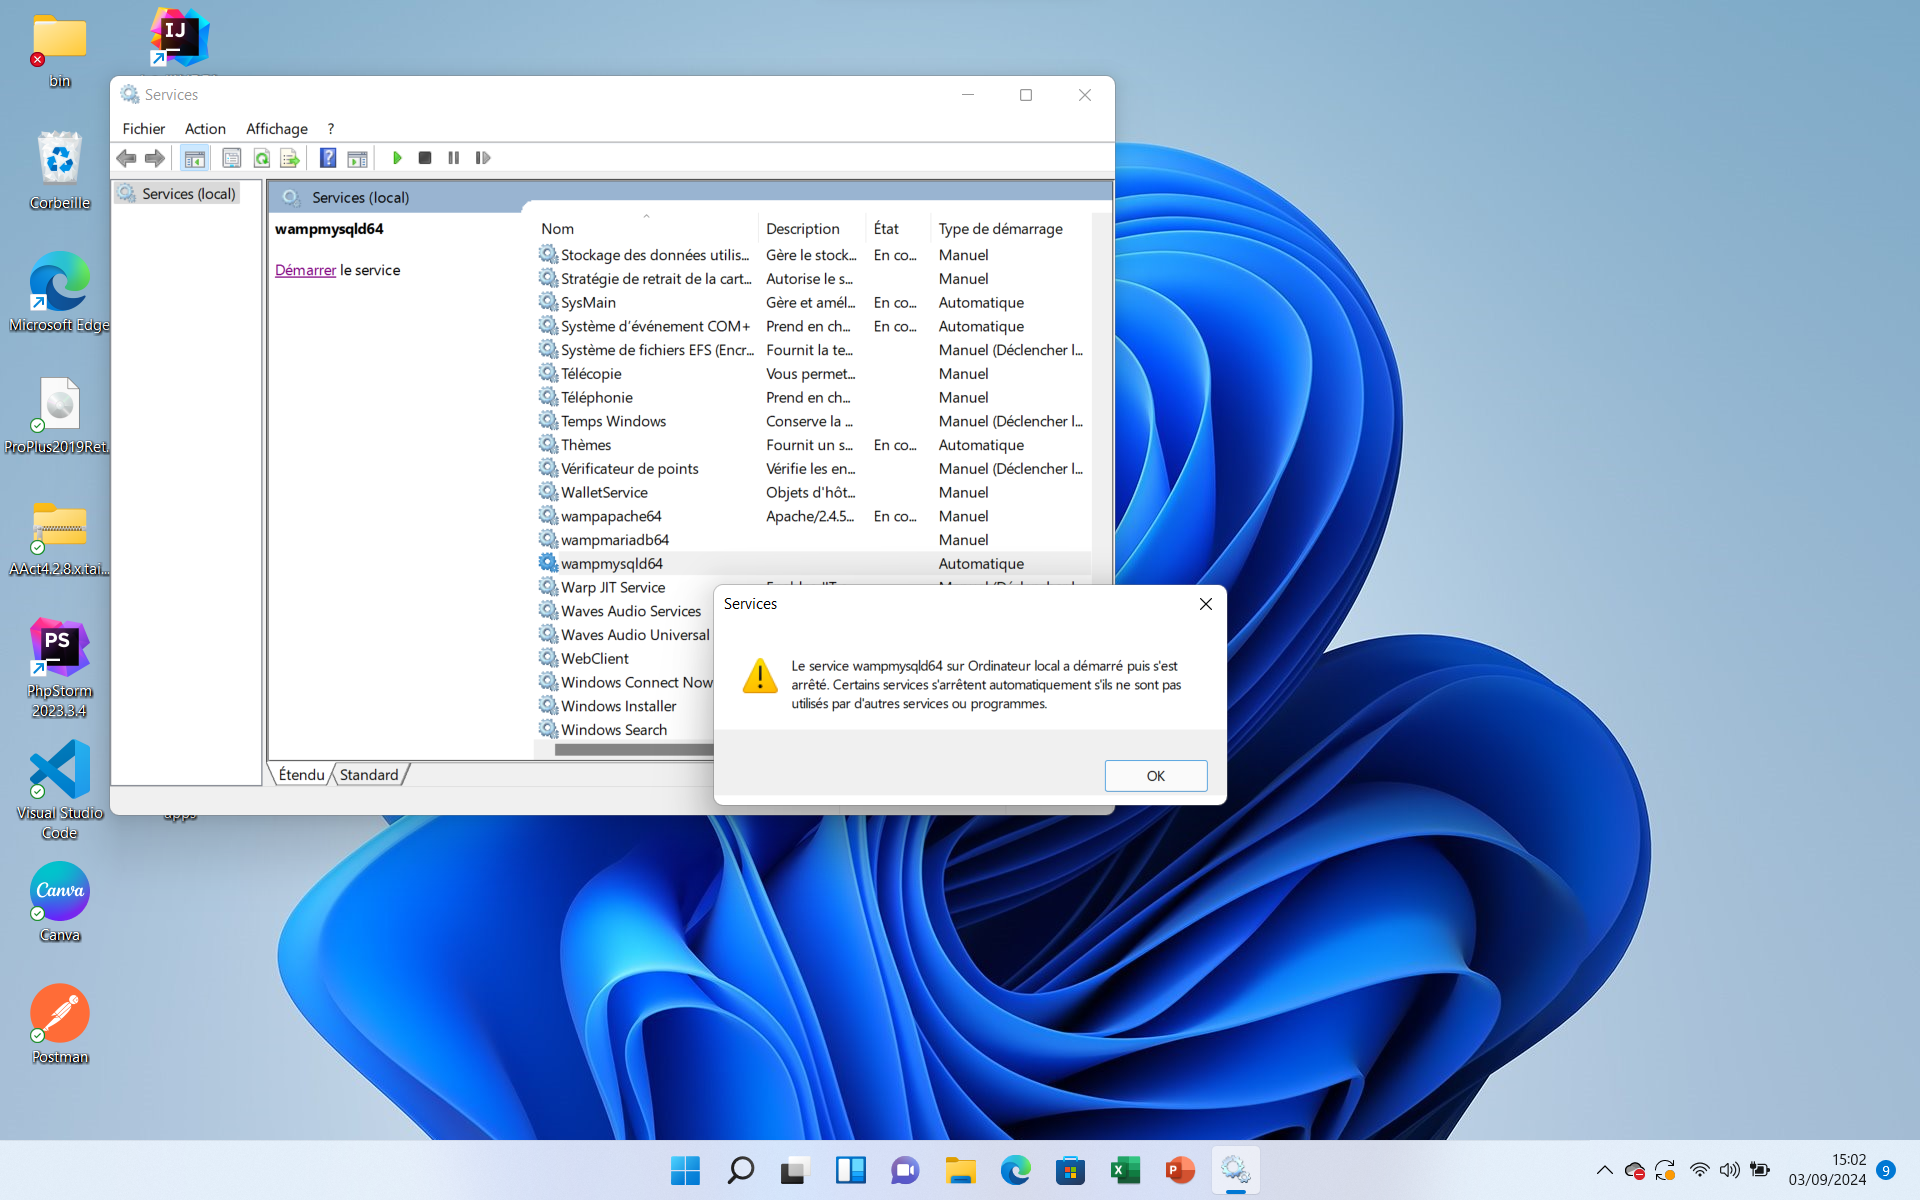 IJ
bin
Corbeille
Microsoft Edge
ProPlus2019Ret...
AAct4.2.8.x.tai...
PS
PhpStorm
2023.3.4
Visual Studio
Code
apps
Canva
Canva
Postman
Services
Fichier Action Affichage ?
Services (local)
Services (local)
wampmysqld64
Démarrer le service
Nom Description État Type de démarrage
Stockage des données utilis... Gère le stock... En co... Manuel
Stratégie de retrait de la cart... Autorise le s... Manuel
SysMain Gère et amél... En co... Automatique
Système d'événement COM+ Prend en ch... En co... Automatique
Système de fichiers EFS (Encr... Fournit la te... Manuel (Déclencher l...
Télécopie Vous permet... Manuel
Téléphonie Prend en ch... Manuel
Temps Windows Conserve la ... Manuel (Déclencher l...
Thèmes Fournit un s... En co... Automatique
Vérificateur de points Vérifie les en... Manuel (Déclencher l...
WalletService Objets d'hôt... Manuel
wampapache64 Apache/2.4.5... En co... Manuel
wampmariadb64 Manuel
wampmysqld64 Automatique
Warp JIT Service
Waves Audio Services
Waves Audio Universal
WebClient
Windows Connect Now
Windows Installer
Windows Search
Étendu Standard
Services
Le service wampmysqld64 sur Ordinateur local a démarré puis s'est
arrêté. Certains services s'arrêtent automatiquement s'ils ne sont pas
utilisés par d'autres services ou programmes.
OK
15:02
03/09/2024
9